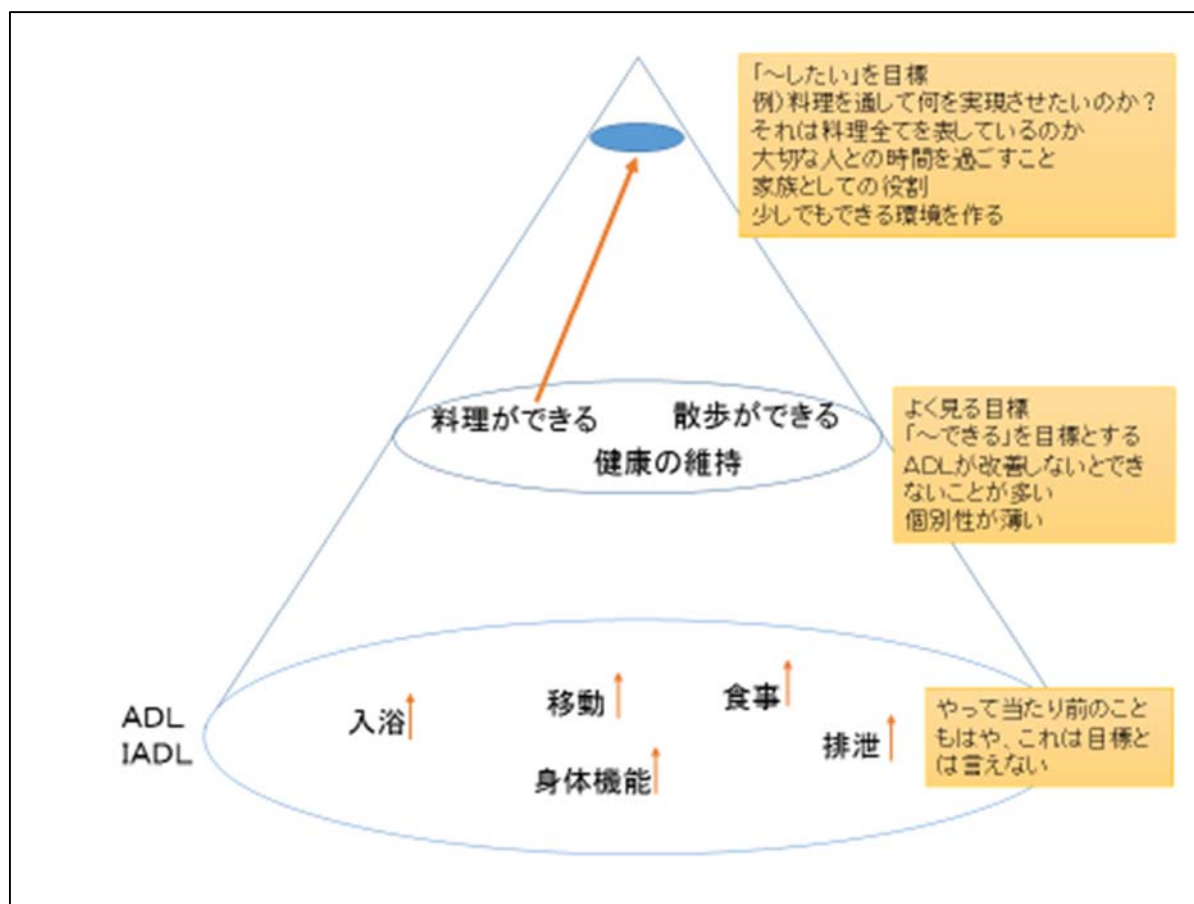 「～したい」を目標
例)料理を通して何を実現させたいのか?
それは料理全てを表しているのか
大切な人との時間を過ごすこと
家族としての役割
少しでもできる環境を作る
料理ができる
散歩ができる
健康の維持
よく見る目標
「～できる」を目標とする
ADLが改善しないとでき
ないことが多い
個別性が薄い
ADL
IADL
入浴
移動
食事
排泄
身体機能
やって当たり前のこと
もはや、これは目標と
は言えない